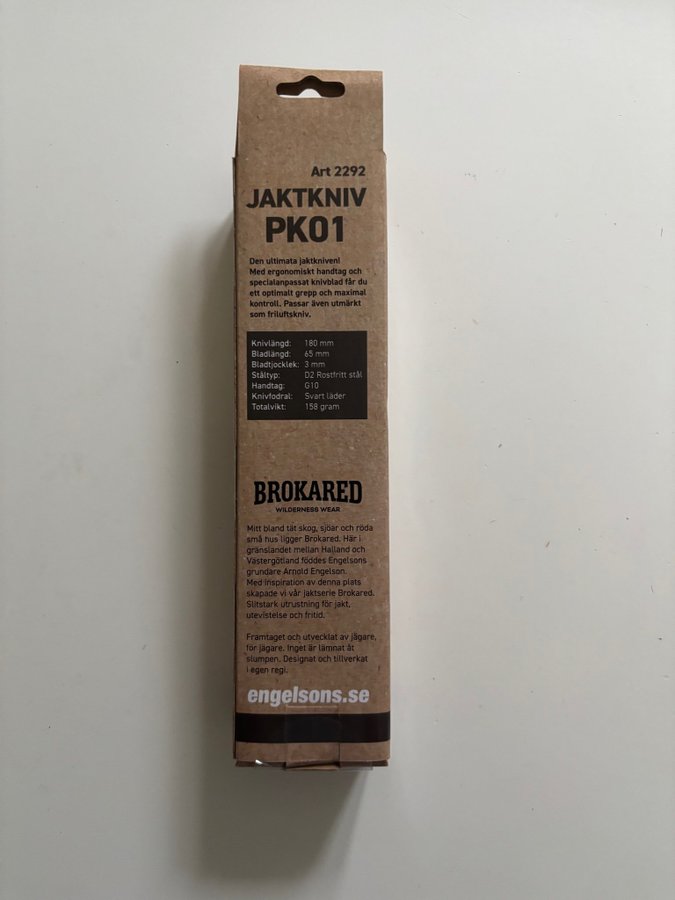 Art 2292
JAKTKNIV
PK01
Den ultimata jaktkniven!
Med ergonomiskt handtag och
specialanpassat knivblad får du
ett optimalt grepp och maximal
kontroll. Passar även utmärkt
som friluftskniv.
Knivlängd: 180 mm
Bladlängd: 65 mm
Bladtjocklek: 3 mm
Ståltyp: D2 Rostfritt stål
Handtag: G10
Knivfodral: Svart läder
Totalvikt: 158 gram
BROKARED
WILDERNESS WEAR
Mitt bland tät skog, sjöar och röda
små hus ligger Brokared. Här i
gränslandet mellan Halland och
Västergötland föddes Engelsons
grundare Arnold Engelson.
Med inspiration av denna plats
skapade vi vår jaktserie Brokared.
Slitstark utrustning för jakt,
utevistelse och fritid.
Framtaget och utvecklat av jägare,
för jägare. Inget är lämnat åt
slumpen. Designat och tillverkat
i egen regi.
engelsons.se